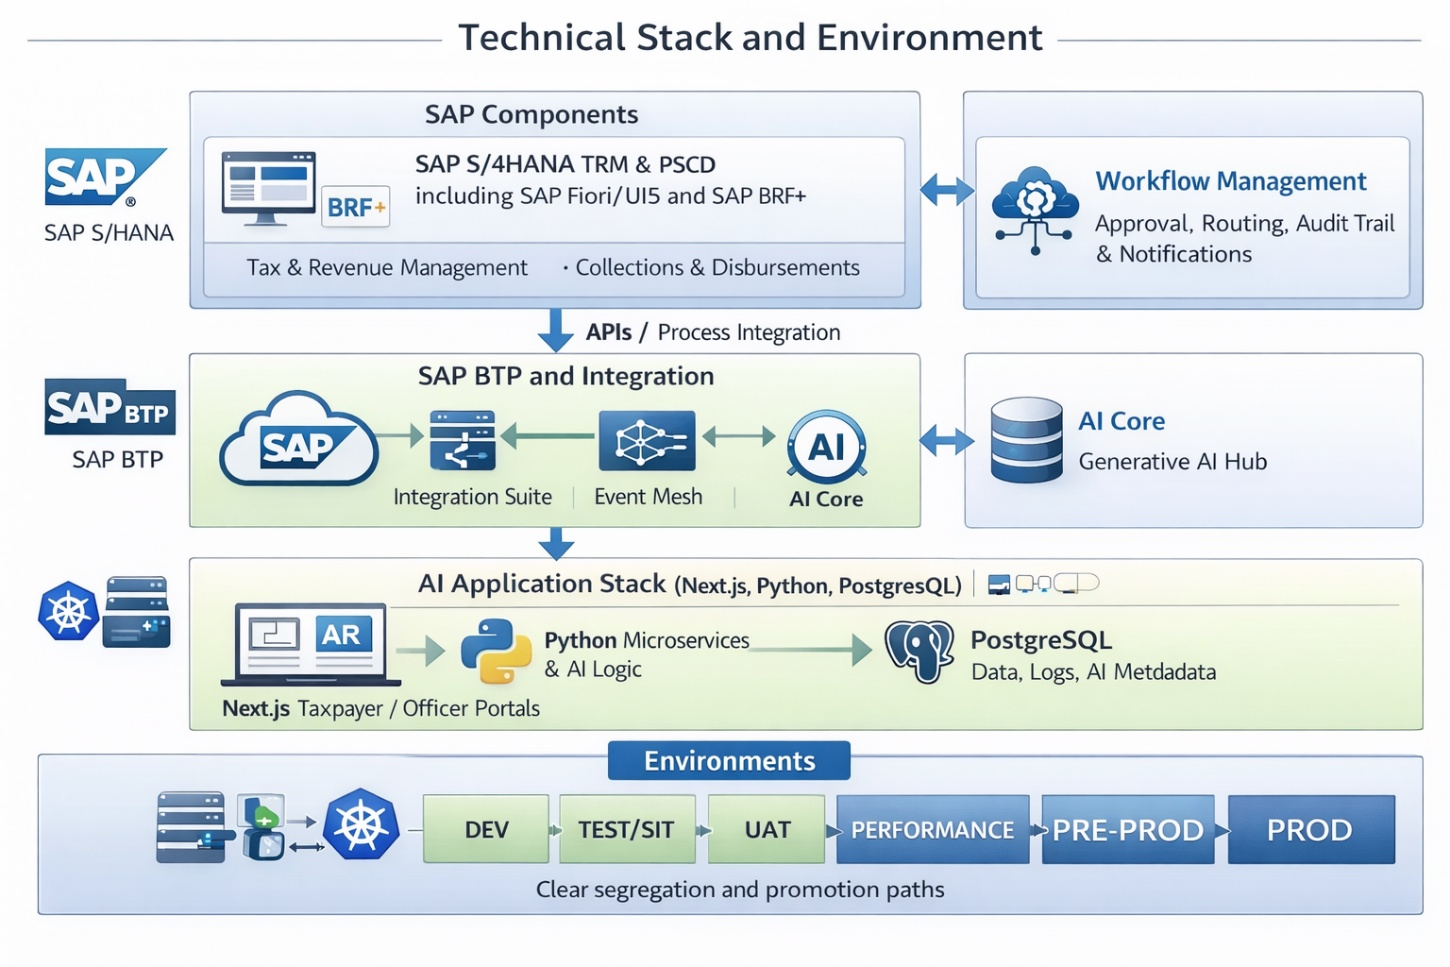 Technical Stack and Environment
SAP Components
SAP®
SAP S/HANA
BRF+
SAP S/4HANA TRM & PSCD
including SAP Fiori/UI5 and SAP BRF+
Tax & Revenue Management
· Collections & Disbursements
Workflow Management
Approval, Routing, Audit Trail
& Notifications
APIs / Process Integration
SAP BTP
SAP BTP
SAP BTP and Integration
SAP
Integration Suite
Event Mesh
AI
AI Core
AI Core
Generative AI Hub
AI Application Stack (Next.js, Python, PostgresQL)
AR
Next.js Taxpayer / Officer Portals
Python Microservices
& AI Logic
PostgreSQL
Data, Logs, AI Metdadata
Environments
DEV
TEST/SIT
UAT
PERFORMANCE
PRE-PROD
PROD
Clear segregation and promotion paths